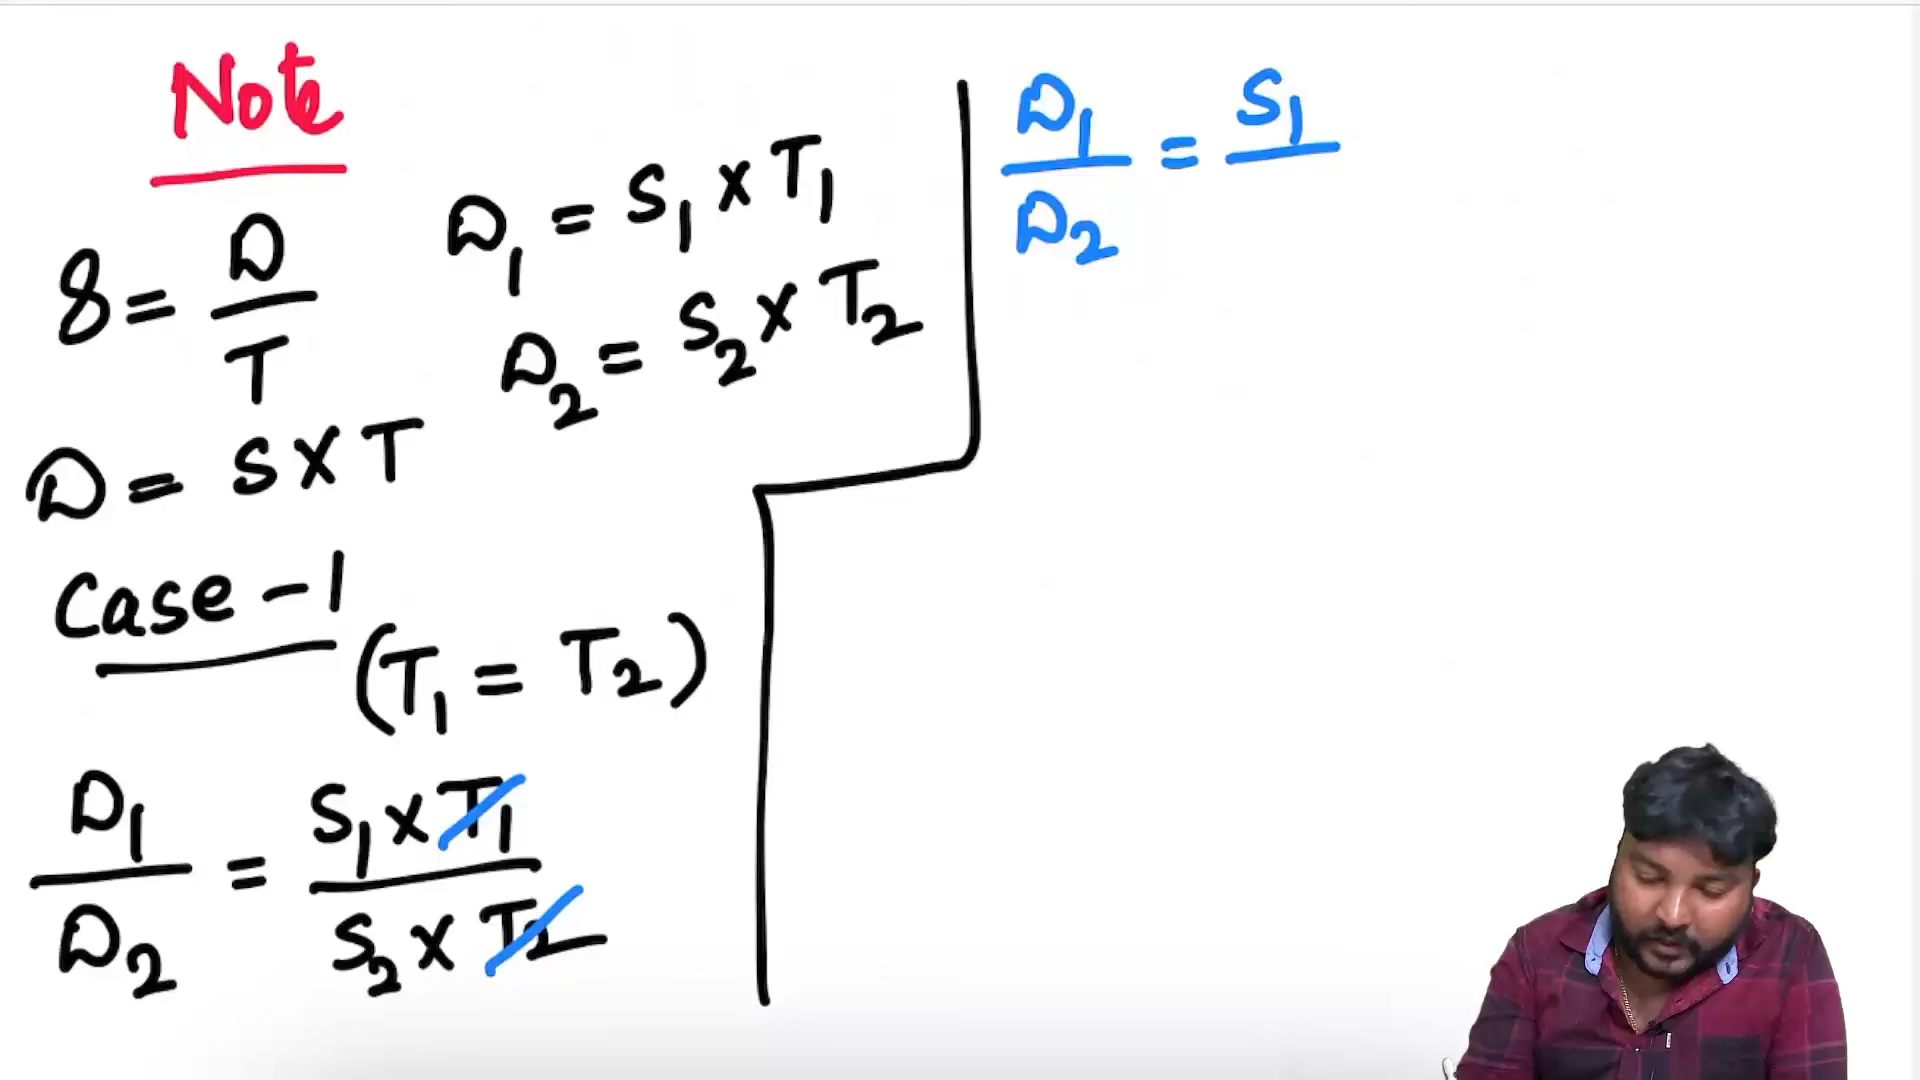 Note
S = D/T
D = S X T
D₁ = S₁ x T₁
D₂ = S₂ x T₂
Case - 1
(T₁ = T₂)
D₁/D₂ = S₁ x T₁/S₂ x T₂
D₁/D₂ = S₁/